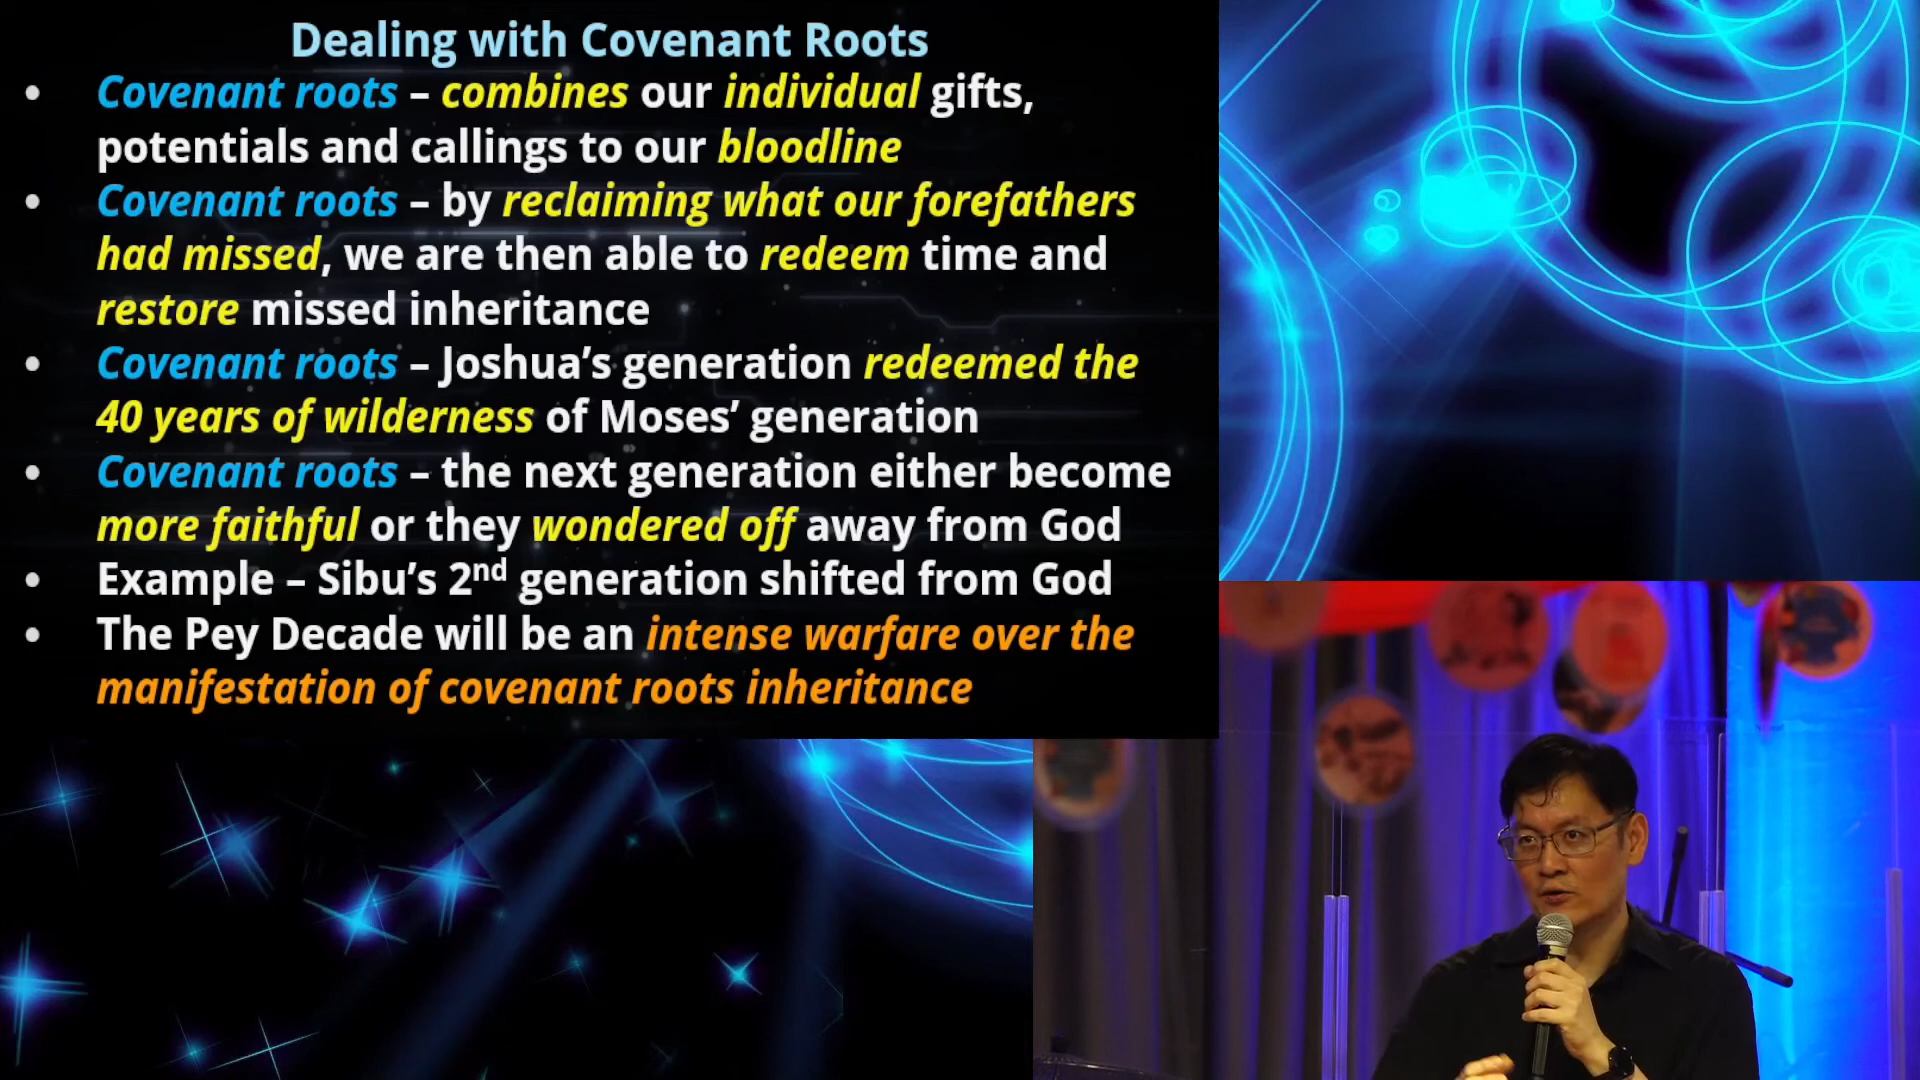 Dealing with Covenant Roots
• Covenant roots – combines our individual gifts,
potentials and callings to our bloodline
• Covenant roots – by reclaiming what our forefathers
had missed, we are then able to redeem time and
restore missed inheritance
• Covenant roots – Joshua’s generation redeemed the
40 years of wilderness of Moses’ generation
• Covenant roots – the next generation either become
more faithful or they wondered off away from God
• Example – Sibu’s 2nd generation shifted from God
• The Pey Decade will be an intense warfare over the
manifestation of covenant roots inheritance